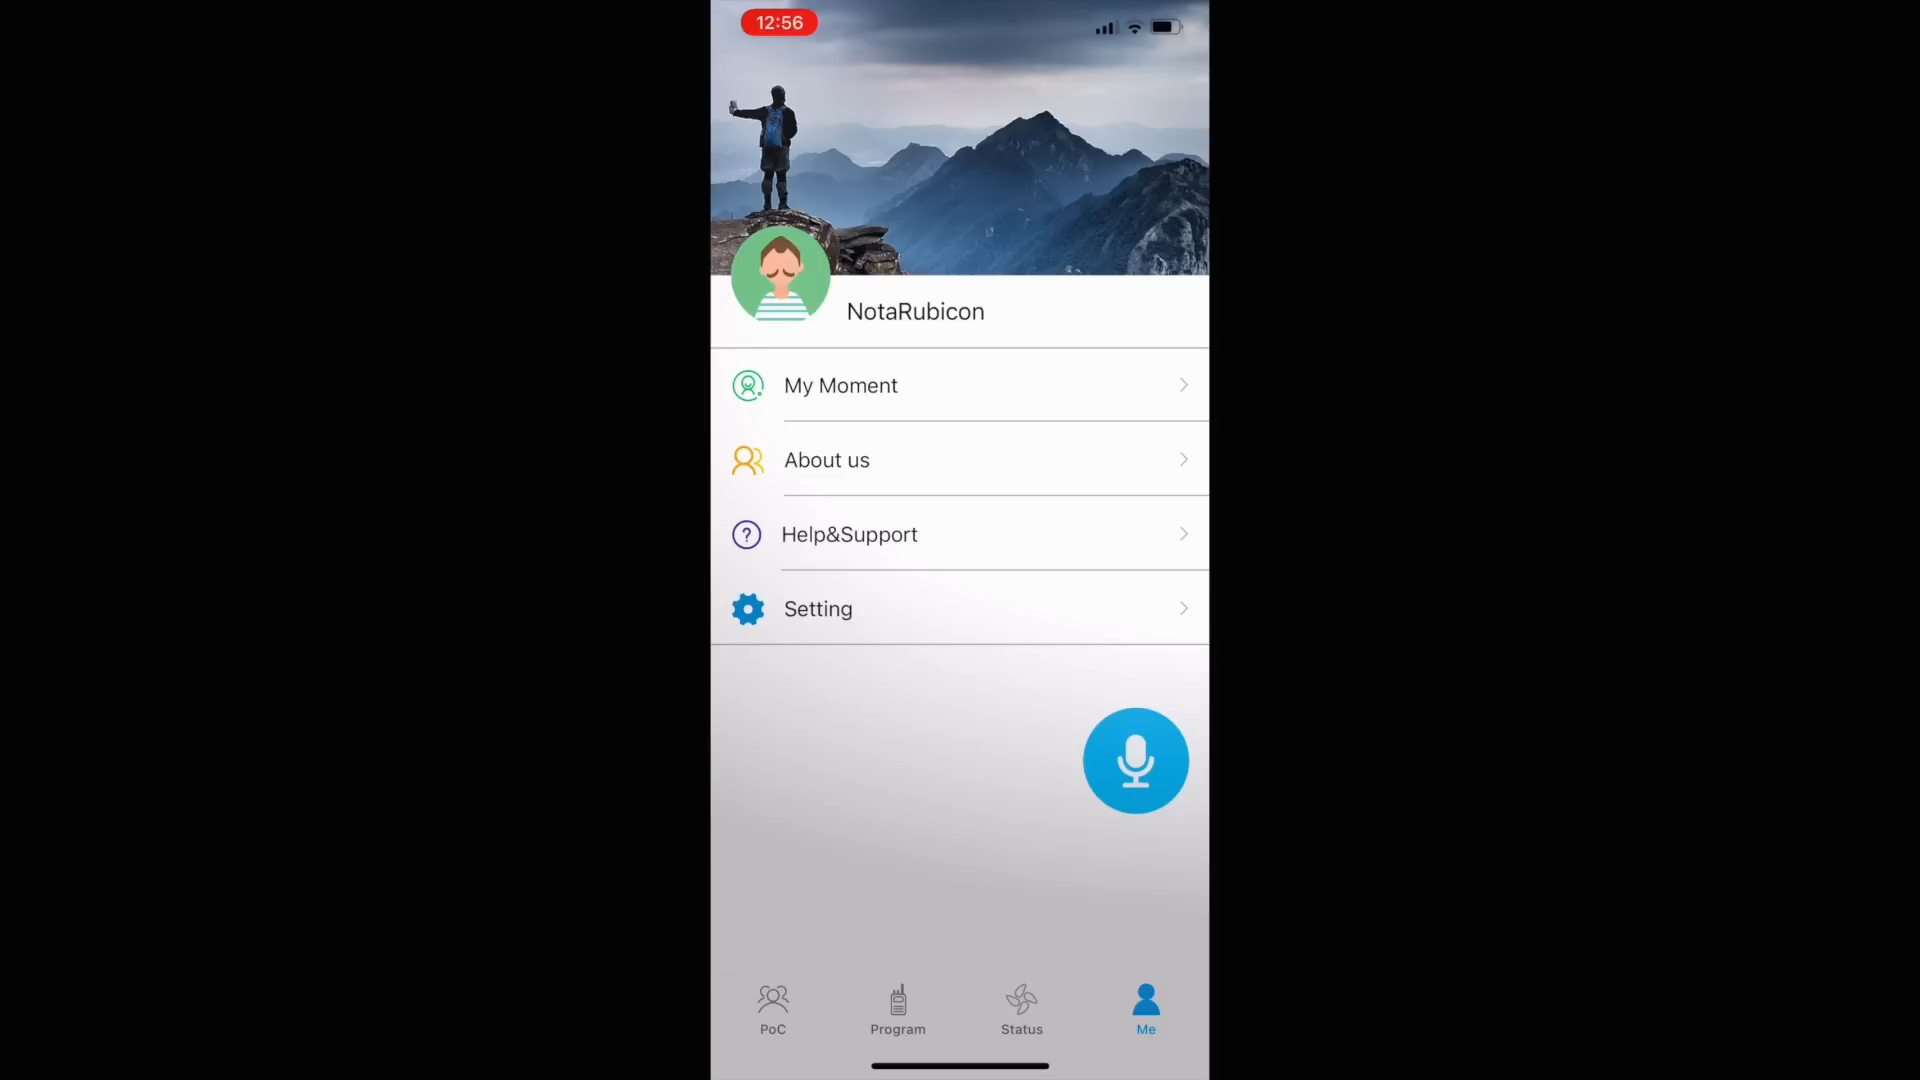 12:56
NotaRubicon
My Moment
About us
Help&Support
Setting
PoC
Program
Status
Me